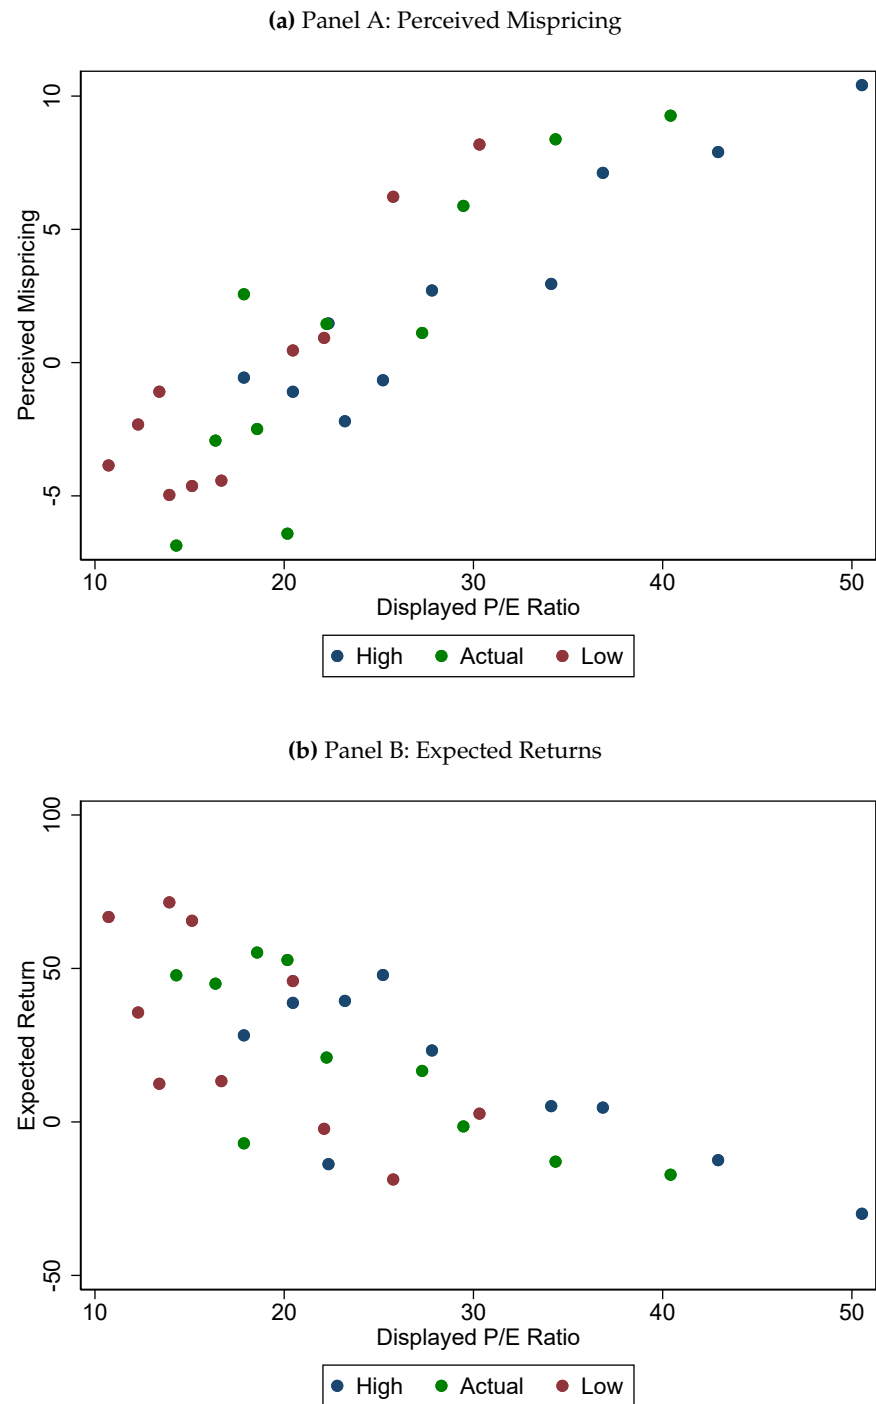 (a) Panel A: Perceived Mispricing
10
5
0
-5
Perceived Mispricing
10 20 30 40 50
Displayed P/E Ratio
High Actual Low
(b) Panel B: Expected Returns
100
50
0
-50
Expected Return
10 20 30 40 50
Displayed P/E Ratio
High Actual Low